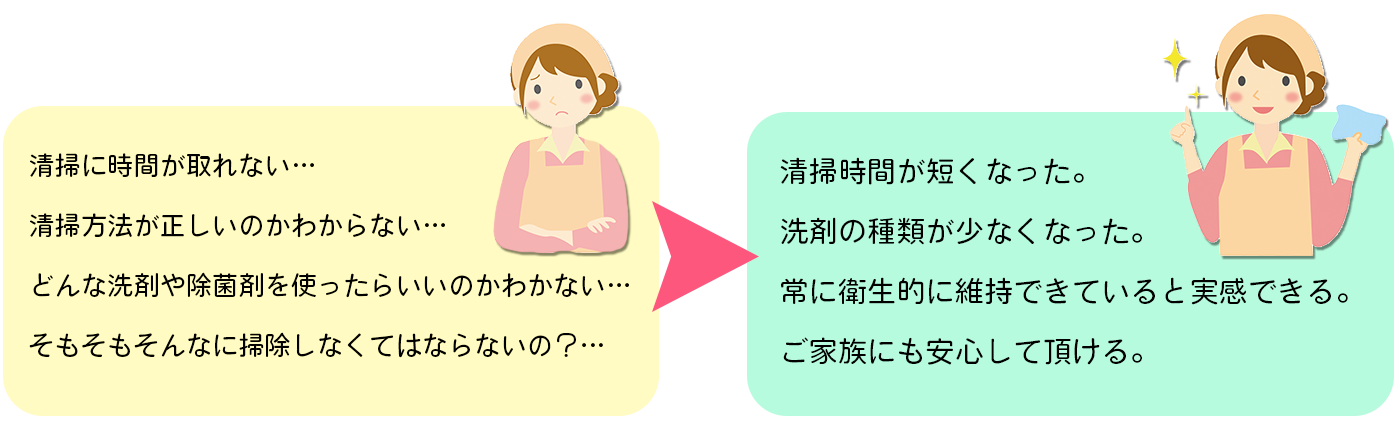 清掃に時間が取れない…
清掃方法が正しいのかわからない…
どんな洗剤や除菌剤を使ったらいいのかわかない…
そもそもそんなに掃除しなくてはならないの？…
清掃時間が短くなった。
洗剤の種類が少なくなった。
常に衛生的に維持できていると実感できる。
ご家族にも安心して頂ける。